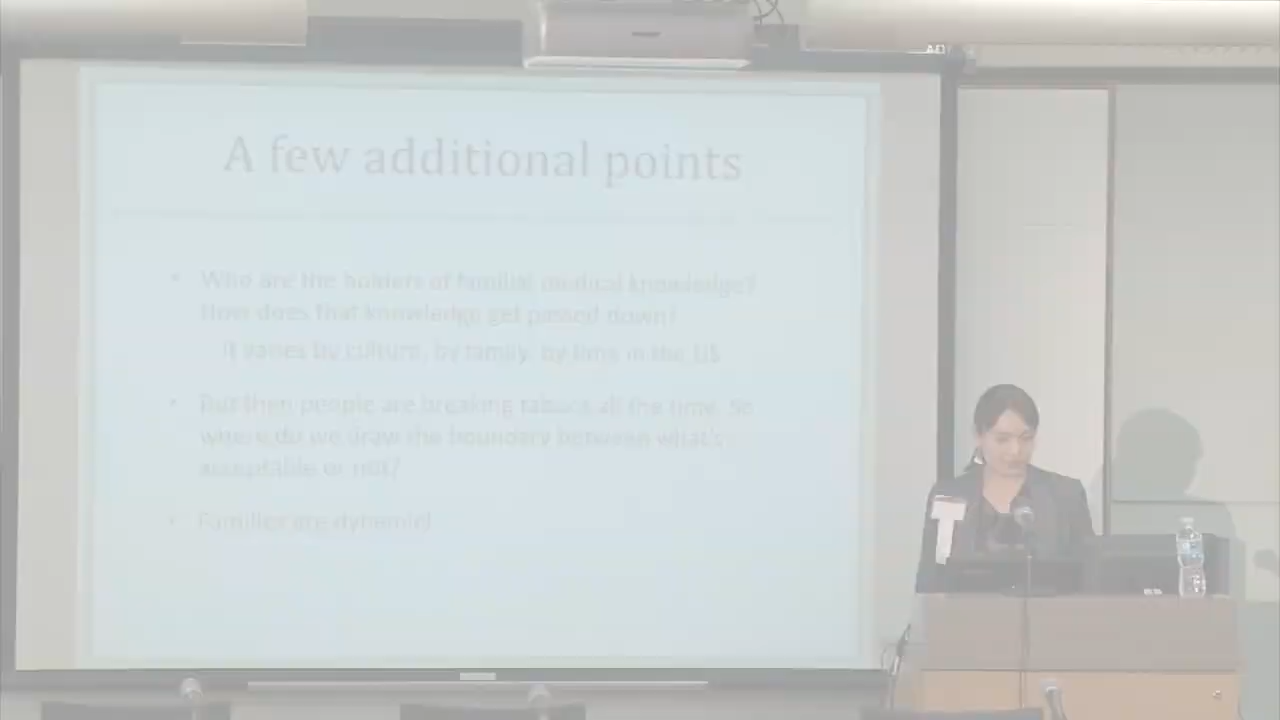 A few additional points
• Who are the holders of familial medical knowledge?
How does that knowledge get passed down?
It varies by culture, by family, by time in the US
• But then people are breaking taboos all the time. So
where do we draw the boundary between what's
acceptable or not?
• Families are dynamic!